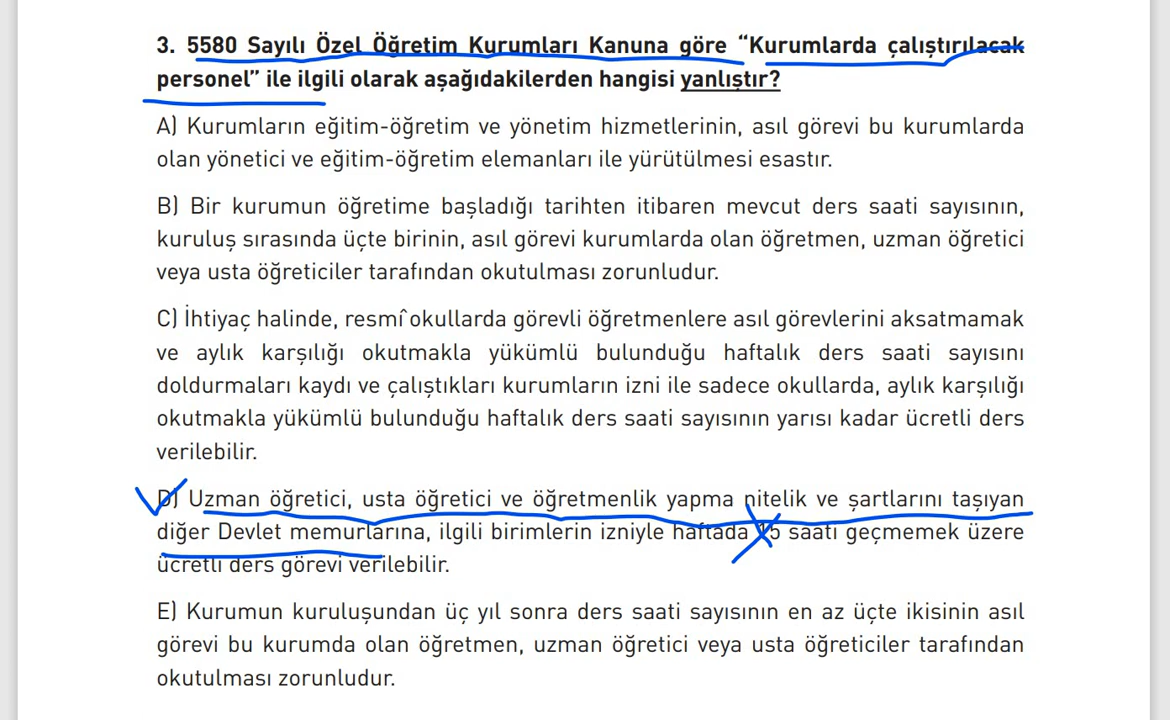 3. 5580 Sayılı Özel Öğretim Kurumları Kanuna göre “Kurumlarda çalıştırılacak
personel” ile ilgili olarak aşağıdakilerden hangisi yanlıştır?
A) Kurumların eğitim-öğretim ve yönetim hizmetlerinin, asıl görevi bu kurumlarda
olan yönetici ve eğitim-öğretim elemanları ile yürütülmesi esastır.
B) Bir kurumun öğretime başladığı tarihten itibaren mevcut ders saati sayısının,
kuruluş sırasında üçte birinin, asıl görevi kurumlarda olan öğretmen, uzman öğretici
veya usta öğreticiler tarafından okutulması zorunludur.
C) İhtiyaç halinde, resmî okullarda görevli öğretmenlere asıl görevlerini aksatmamak
ve aylık karşılığı okutmakla yükümlü bulunduğu haftalık ders saati sayısını
doldurmaları kaydı ve çalıştıkları kurumların izni ile sadece okullarda, aylık karşılığı
okutmakla yükümlü bulunduğu haftalık ders saati sayısının yarısı kadar ücretli ders
verilebilir.
D) Uzman öğretici, usta öğretici ve öğretmenlik yapma nitelik ve şartlarını taşıyan
diğer Devlet memurlarına, ilgili birimlerin izniyle haftada 15 saati geçmemek üzere
ücretli ders görevi verilebilir.
E) Kurumun kuruluşundan üç yıl sonra ders saati sayısının en az üçte ikisinin asıl
görevi bu kurumda olan öğretmen, uzman öğretici veya usta öğreticiler tarafından
okutulması zorunludur.